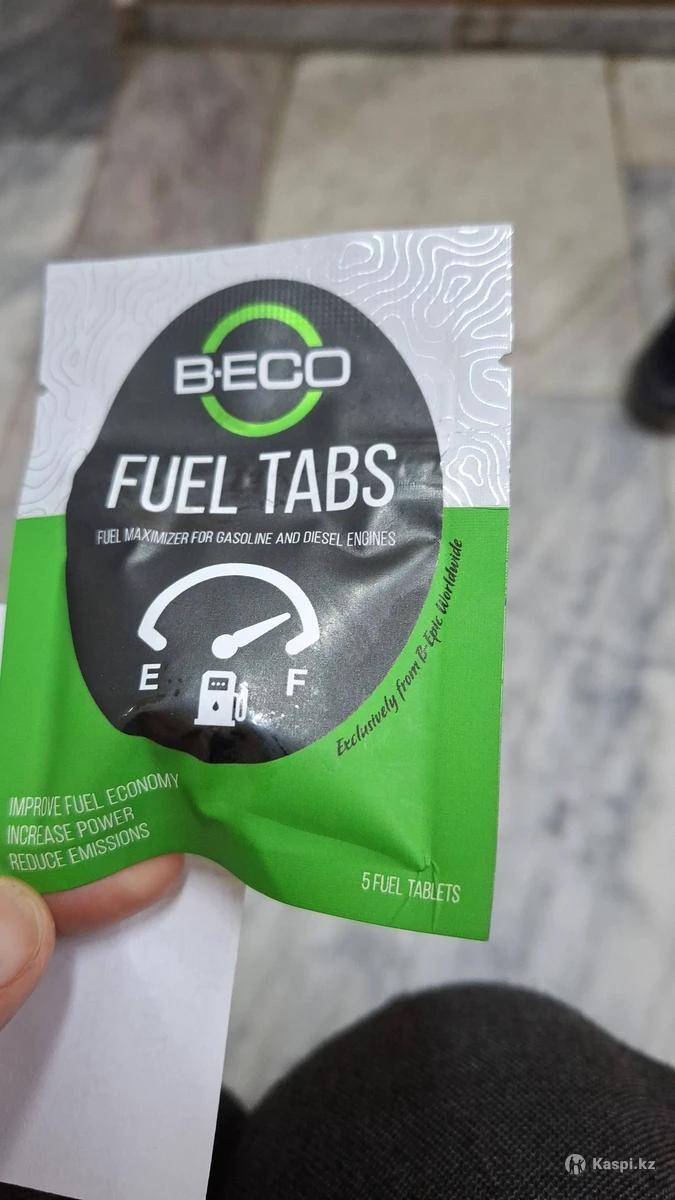 B·ECO
FUEL TABS
FUEL MAXIMIZER FOR GASOLINE AND DIESEL ENGINES
E
F
Exclusively from B-Epic Worldwide
IMPROVE FUEL ECONOMY
INCREASE POWER
REDUCE EMISSIONS
5 FUEL TABLETS
Kaspi.kz